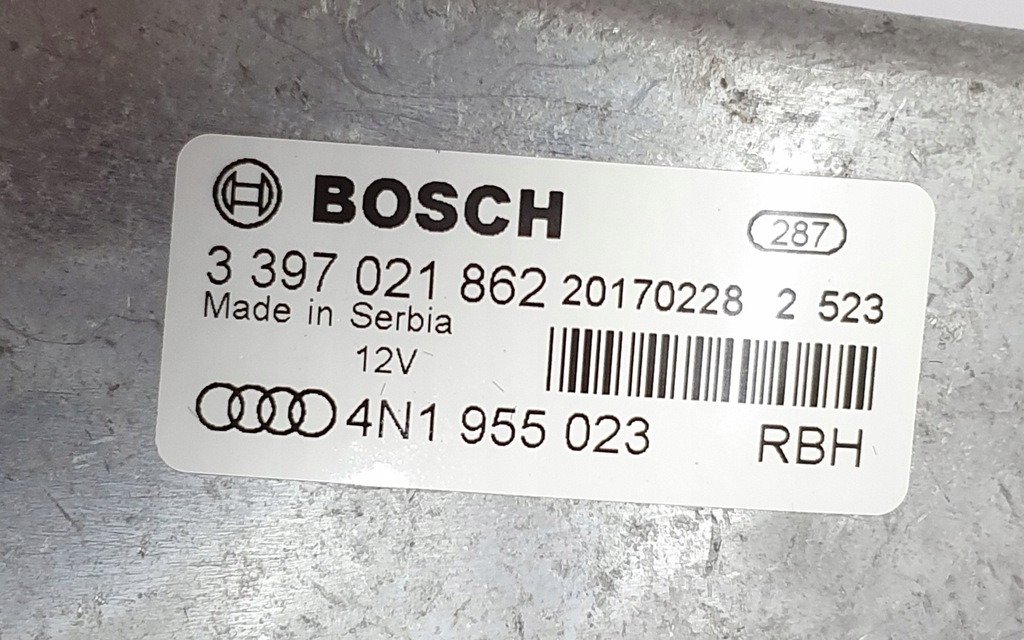 BOSCH 287
3 397 021 862 20170228 2 523
Made in Serbia
12V
4N1 955 023 RBH